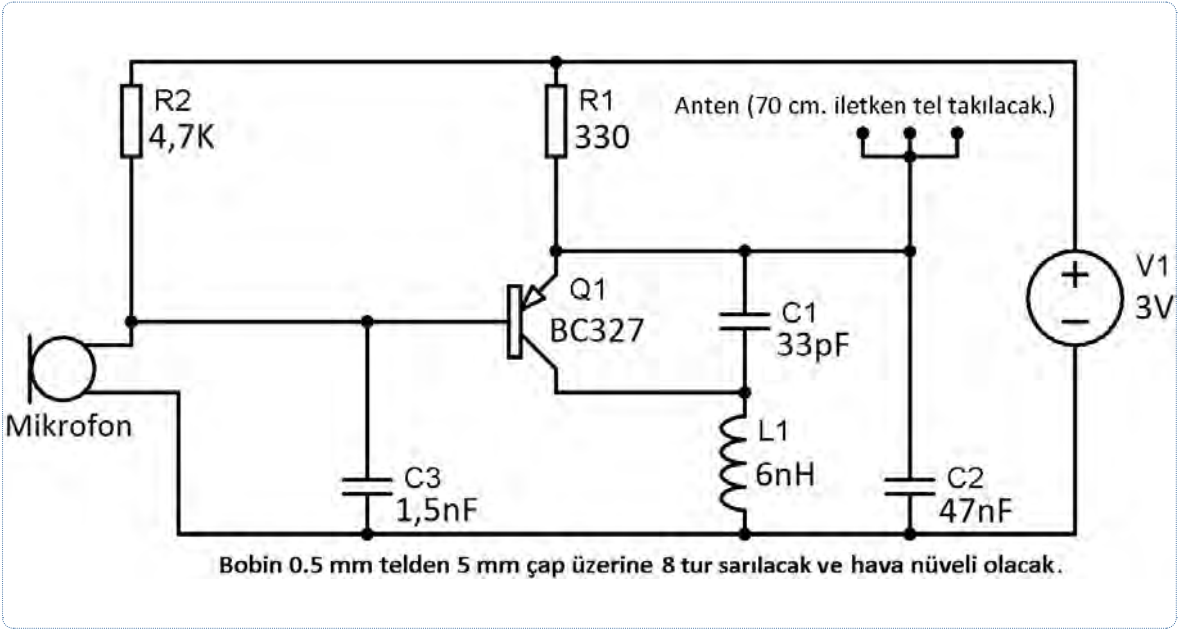 R2
4,7K
R1
330
Anten (70 cm. iletken tel takılacak.)
V1
3V
Q1
BC327
C1
33pF
Mikrofon
L1
6nH
C3
1,5nF
C2
47nF
Bobin 0.5 mm telden 5 mm çap üzerine 8 tur sarılacak ve hava nüveli olacak.